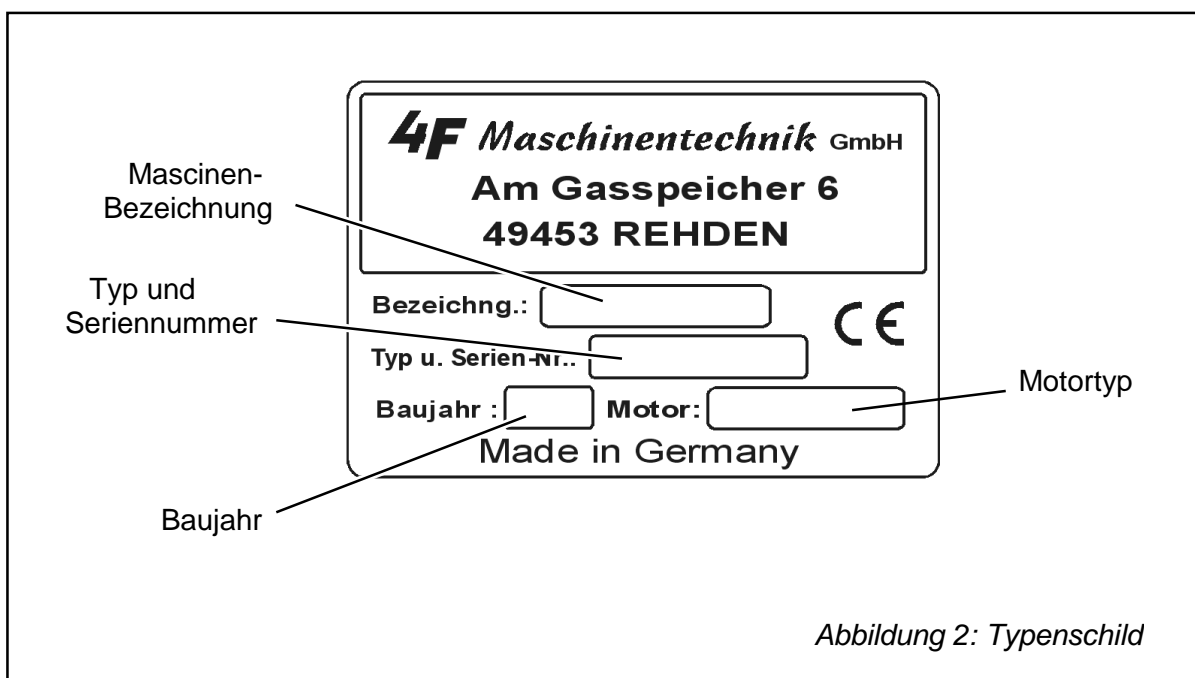 4F Maschinentechnik GmbH
Am Gasspeicher 6
49453 REHDEN
Mascinen-
Bezeichnung
Bezeichng.:
CE
Typ und
Seriennummer
Typ u. Serien-Nr.:
Baujahr : Motor:
Motortyp
Made in Germany
Baujahr
Abbildung 2: Typenschild